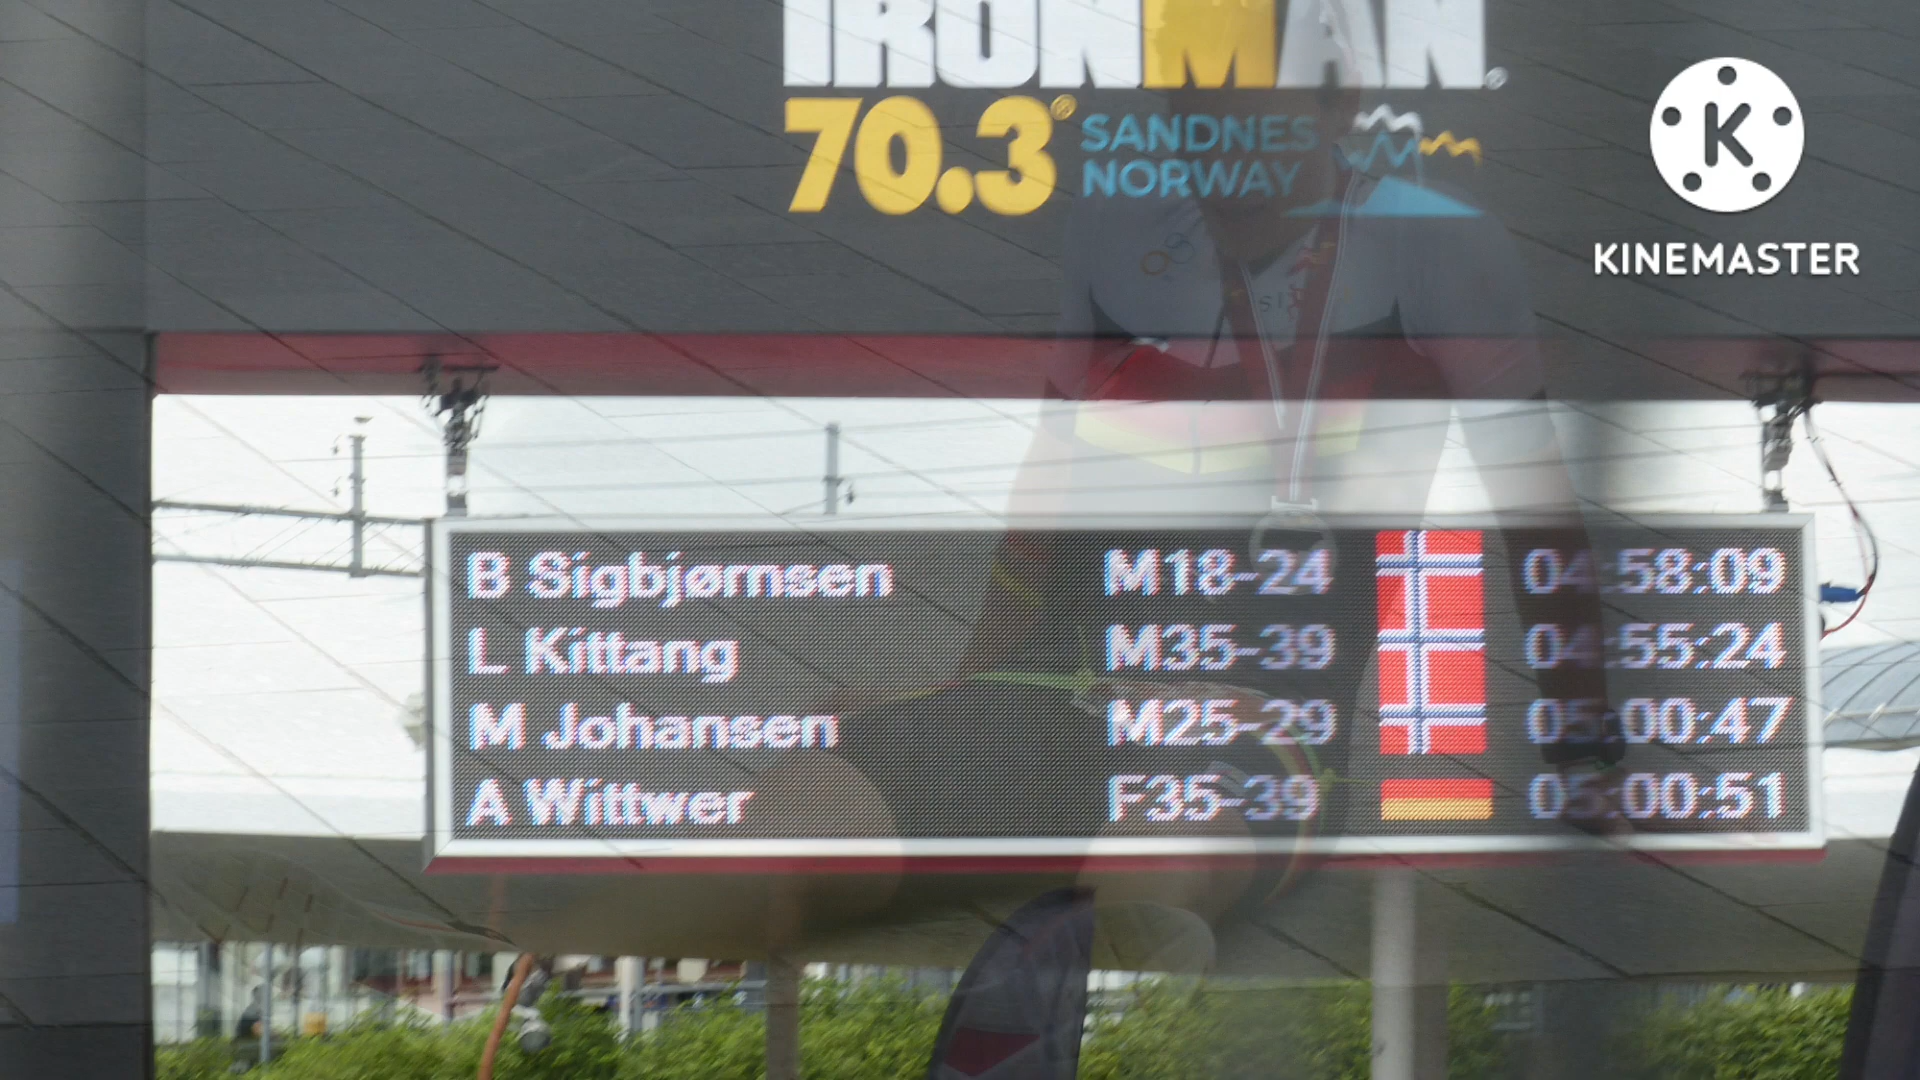 IRONMAN®
70.3® SANDNES
NORWAY
K
KINEMASTER
B Sigbjørnsen M18-24 04:58:09
L Kittang M35-39 04:55:24
M Johansen M25-29 05:00:47
A Wittwer F35-39 05:00:51